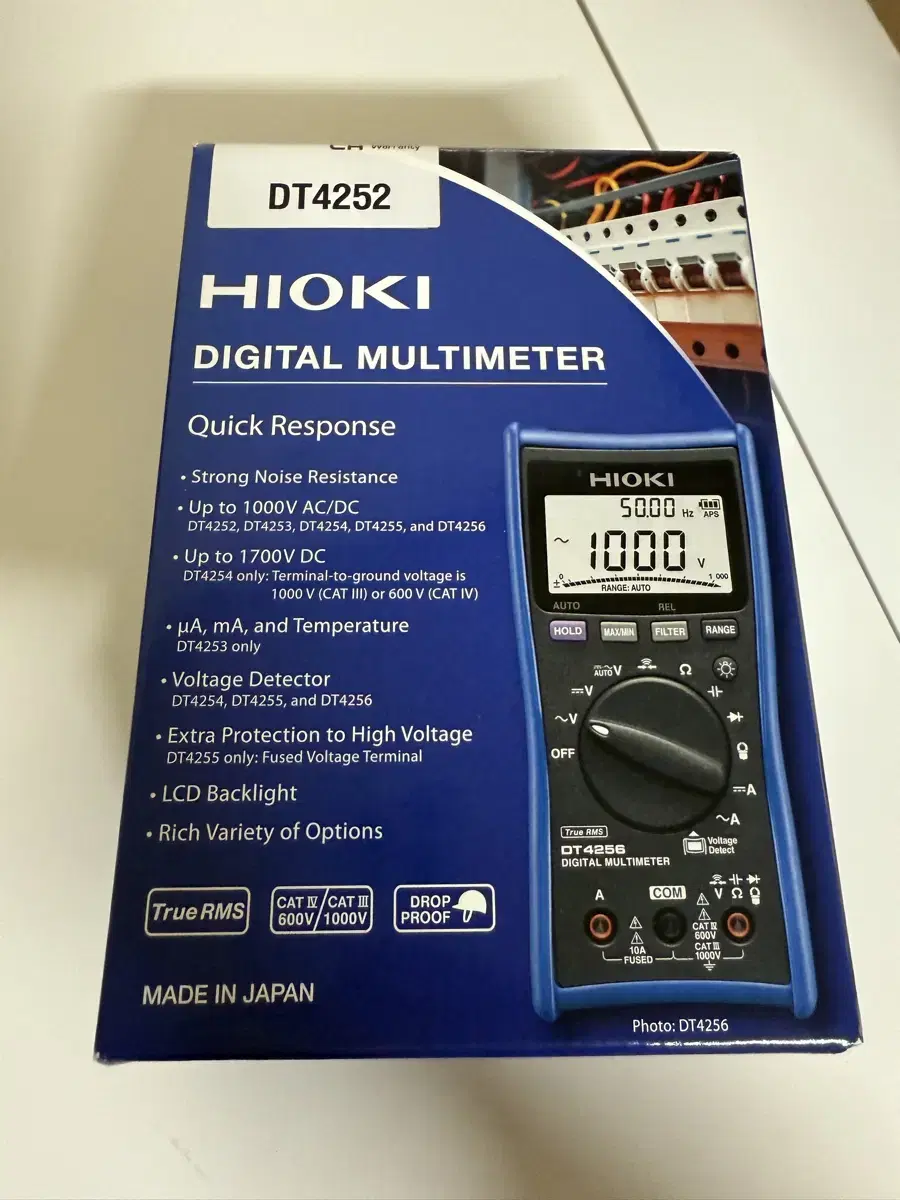 Warranty
DT4252
HIOKI
DIGITAL MULTIMETER
Quick Response
• Strong Noise Resistance
• Up to 1000V AC/DC
DT4252, DT4253, DT4254, DT4255, and DT4256
• Up to 1700V DC
DT4254 only: Terminal-to-ground voltage is
1000 V (CAT III) or 600 V (CAT IV)
• μA, mA, and Temperature
DT4253 only
• Voltage Detector
DT4254, DT4255, and DT4256
• Extra Protection to High Voltage
DT4255 only: Fused Voltage Terminal
• LCD Backlight
• Rich Variety of Options
True RMS
CAT IV 600V / CAT III 1000V
DROP PROOF
MADE IN JAPAN
HIOKI
50.00 Hz APS
~ 1000 V
± 0 1 000
RANGE: AUTO
AUTO REL
HOLD MAX/MIN FILTER RANGE
AUTO V Ω
⎓V
~V
OFF
⎓A
~A
True RMS
DT4256
DIGITAL MULTIMETER
Voltage
Detect
A COM V Ω
10A
FUSED
CAT IV
600V
CAT III
1000V
Photo: DT4256